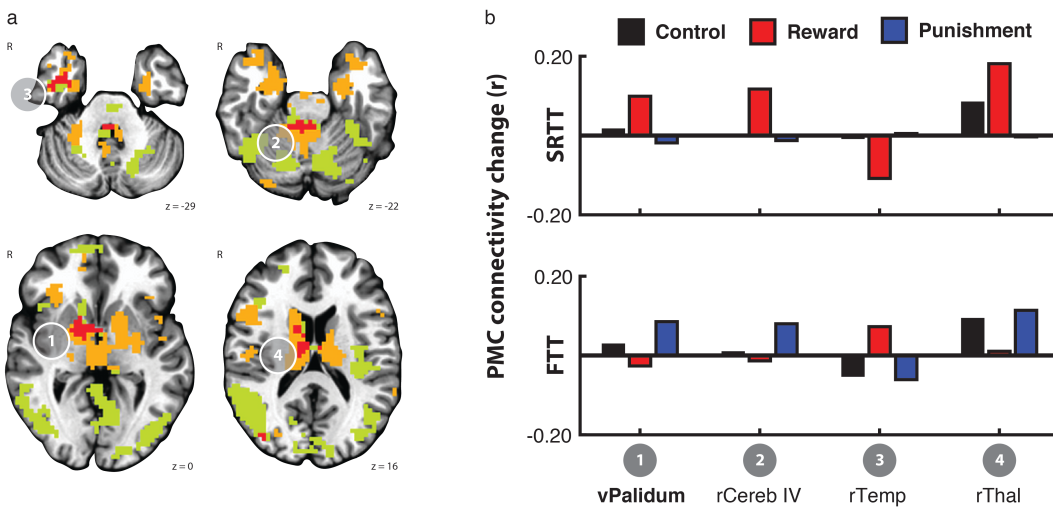 a
R
3
z = -29
R
2
z = -22
R
1
z = 0
R
4
z = 16
b
Control Reward Punishment
PMC connectivity change (r)
0.20
SRTT
-0.20
0.20
FTT
-0.20
1 2 3 4
vPalidum rCereb IV rTemp rThal